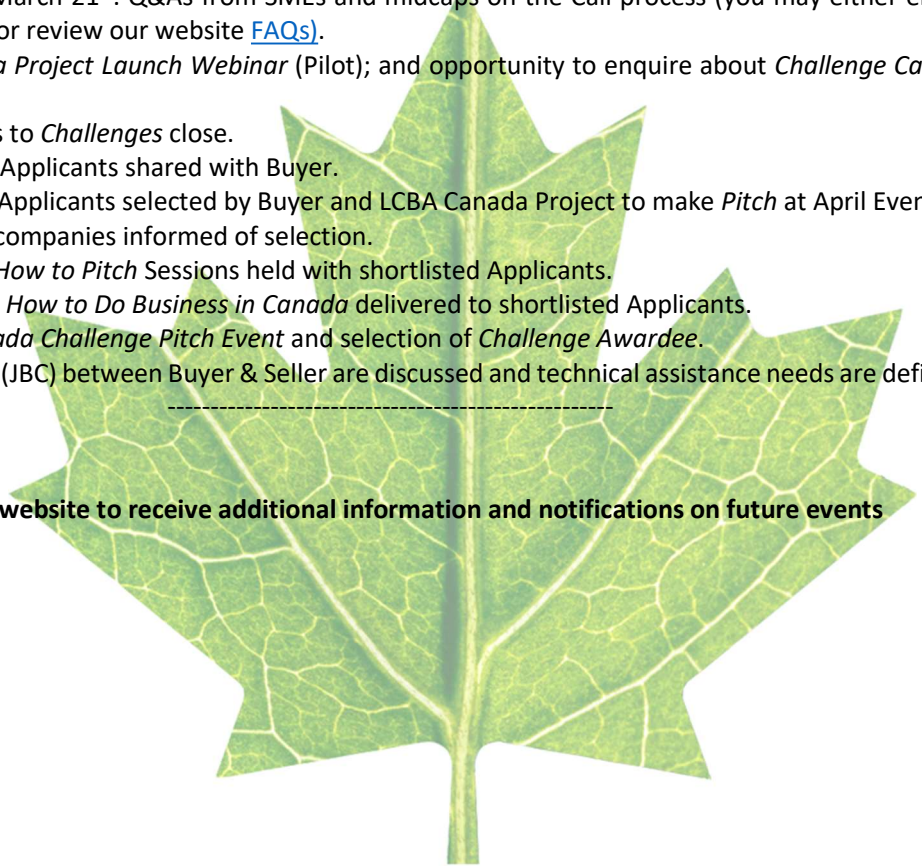 March 21 . Q&As from SMEs and midcaps on the Call process (you may either
or review our website FAQs).
Project Launch Webinar (Pilot); and opportunity to enquire about Challenge
s to Challenges close.
Applicants shared with Buyer.
Applicants selected by Buyer and LCBA Canada Project to make Pitch at April
companies informed of selection.
How to Pitch Sessions held with shortlisted Applicants.
How to Do Business in Canada delivered to shortlisted Applicants.
Challenge Pitch Event and selection of Challenge Awardee.
(JBC) between Buyer & Seller are discussed and technical assistance needs are
----------------------------------------------------
website to receive additional information and notifications on future events